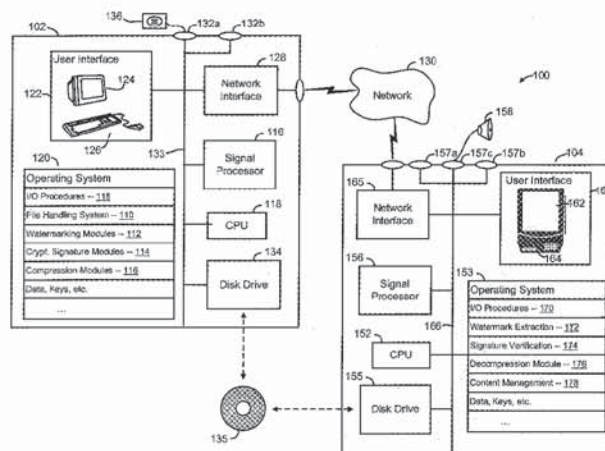 136
132a
132b
102
128
130
100
User Interface
124
122
126
Network
Interface
Network
158
133
116
Signal
Processor
157a
157c
157b
104
120
Operating System
I/O Procedures -- 118
File Handling System -- 110
Watermarking Modules -- 112
Crypt. Signature Modules -- 114
Compression Modules -- 116
Data, Keys, etc.
...
118
CPU
134
Disk Drive
165
Network
Interface
User Interface
162
164
156
Signal
Processor
153
Operating System
I/O Procedures -- 170
Watermark Extraction -- 172
Signature Verification -- 174
Decompression Module -- 176
Content Management -- 178
Data, Keys, etc.
...
166
152
CPU
155
Disk Drive
135